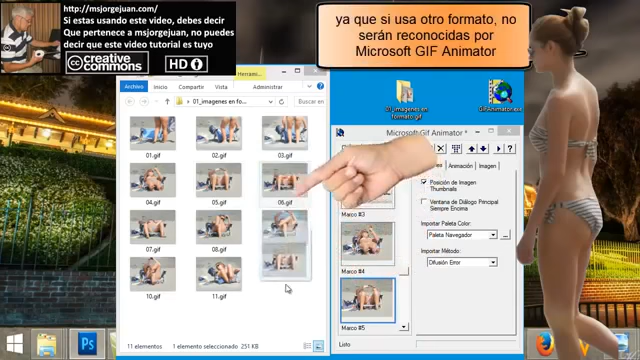 http://msjorgejuan.com/
Si estas usando este video, debes decir
Que pertenece a msjorgejuan, no puedes
decir que este video tutorial es tuyo
creative
commons
HD
ya que si usa otro formato, no
serán reconocidas por
Microsoft GIF Animator
Herrami...
Archivo
Inicio
Compartir
Vista
Administrar
01_imagenes en fo...
Buscar en
01.gif
02.gif
03.gif
04.gif
05.gif
06.gif
07.gif
08.gif
10.gif
11.gif
11 elementos
1 elemento seleccionado 251 KB
01_imagenes en
formato.gif
GifAnimator.exe
Microsoft Gif Animator *
Animación
Imagen
Marco #3
Marco #4
Marco #5
Posición de Imagen
Thumbnails
Ventana de Diálogo Principal
Siempre Encima
Importar Paleta Color:
Paleta Navegador
Importar Método:
Difusión Error
Listo
Ps